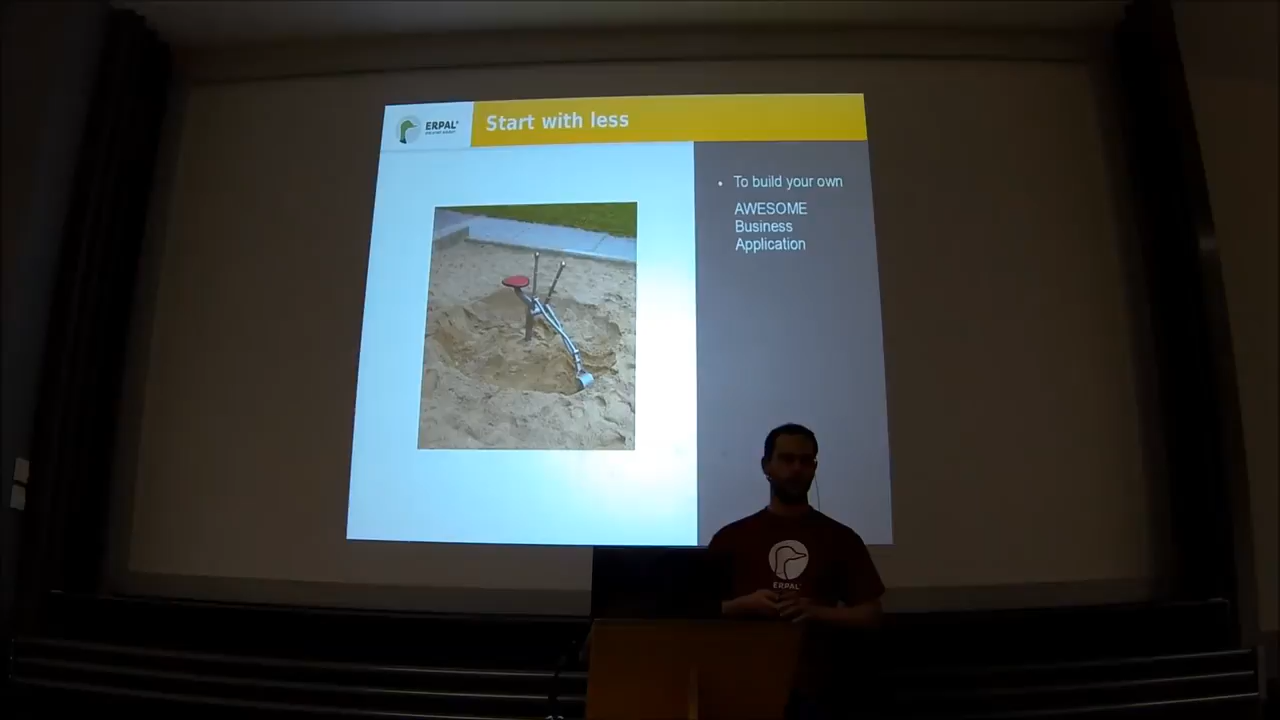 ERPAL®
Start with less
• To build your own
AWESOME
Business
Application
ERPAL